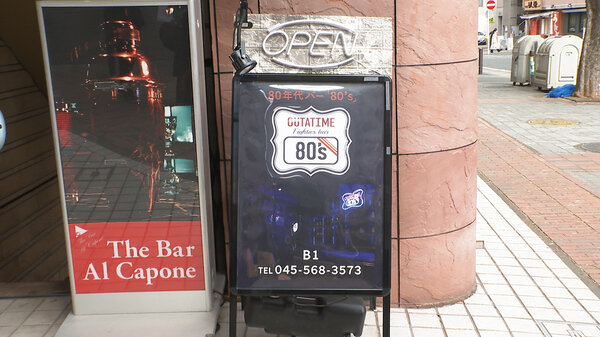 OPEN
80年代バー "80's"
OUTATIME
Eighties bar
80's
80's
B1
TEL 045-568-3573
The Bar
Al Capone